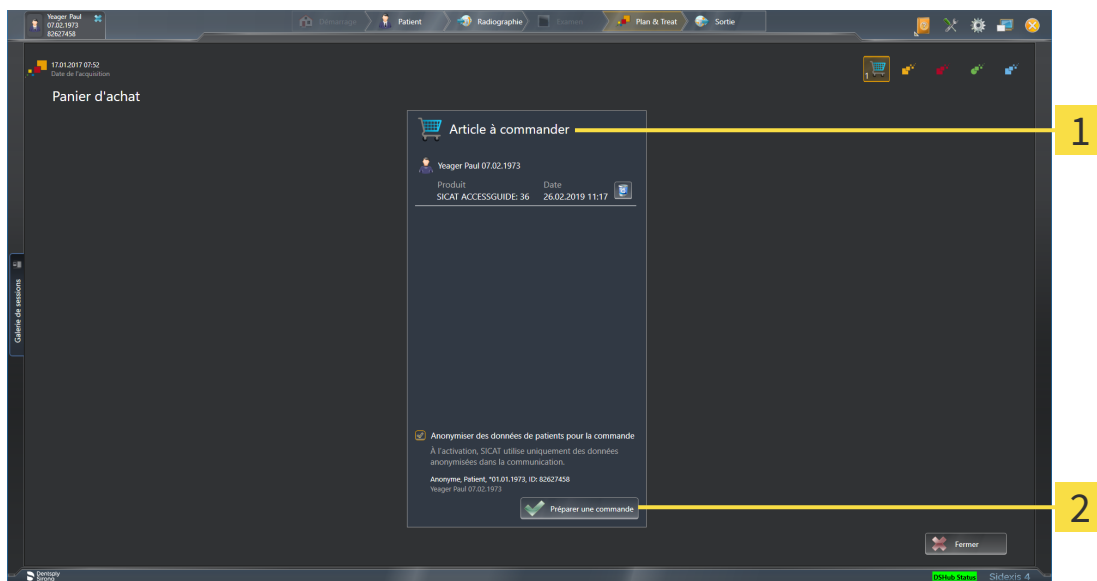 Yeager Paul
07.02.1973
82627458
Démarrage
Patient
Radiographie
Examen
Plan & Treat
Sortie
17.01.2017 07:52
Date de l'acquisition
1
Panier d'achat
Article à commander
1
Yeager Paul 07.02.1973
Produit Date
SICAT ACCESSGUIDE: 36 26.02.2019 11:17
Galerie de sessions
Anonymiser des données de patients pour la commande
À l'activation, SICAT utilise uniquement des données
anonymisées dans la communication.
Anonyme, Patient, *01.01.1973, ID: 82627458
Yeager Paul 07.02.1973
Préparer une commande
2
Fermer
Dentsply
Sirona
DSHub Status
Sidexis 4